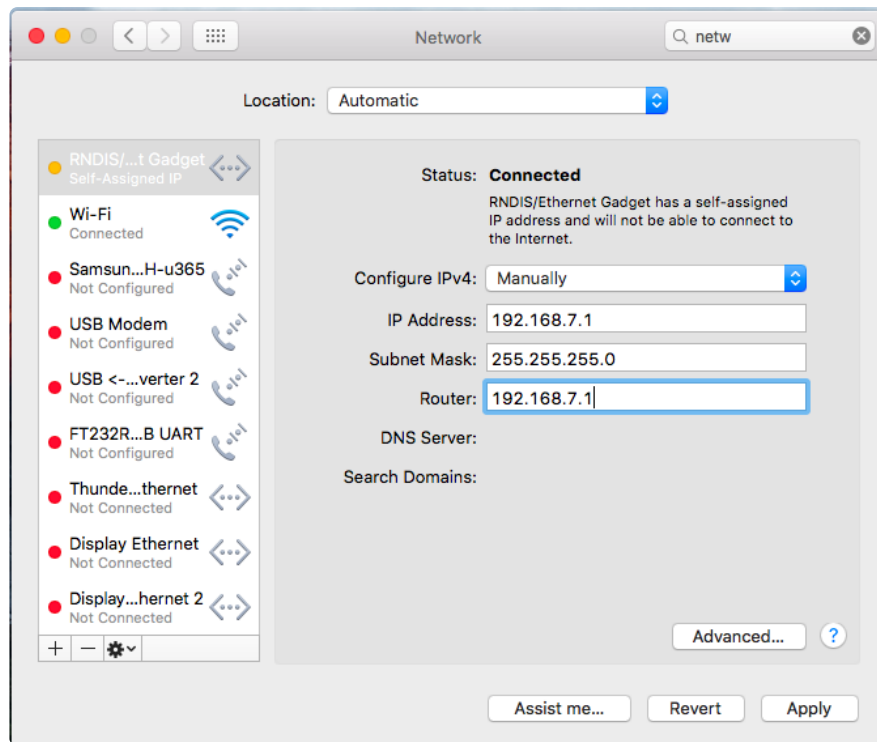 Network
netw
Location: Automatic
RNDIS/...t Gadget
Self-Assigned IP
Wi-Fi
Connected
Samsun...H-u365
Not Configured
USB Modem
Not Configured
USB <-...verter 2
Not Configured
FT232R...B UART
Not Configured
Thunde...thernet
Not Connected
Display Ethernet
Not Connected
Display...hernet 2
Not Connected
Status: Connected
RNDIS/Ethernet Gadget has a self-assigned
IP address and will not be able to connect to
the Internet.
Configure IPv4: Manually
IP Address: 192.168.7.1
Subnet Mask: 255.255.255.0
Router: 192.168.7.1
DNS Server:
Search Domains:
Advanced... ?
Assist me... Revert Apply